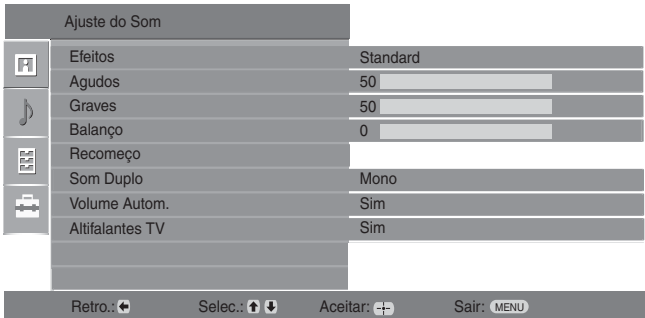 Ajuste do Som
Efeitos Standard
Agudos 50
Graves 50
Balanço 0
Recomeço
Som Duplo Mono
Volume Autom. Sim
Altifalantes TV Sim
Retro.: Selec.: Aceitar: Sair: MENU